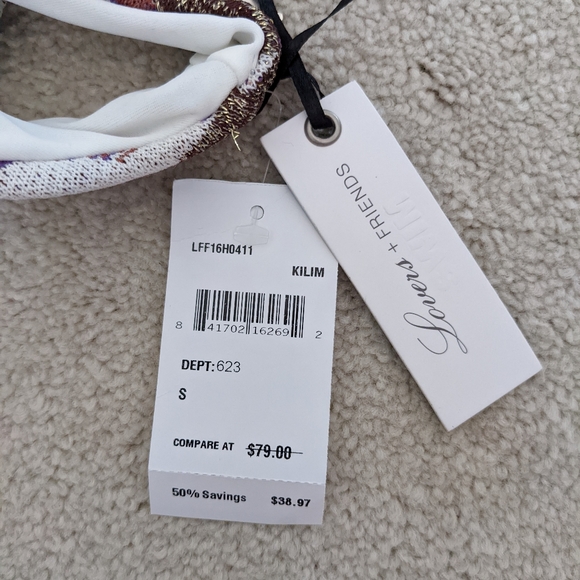 LFF16H0411
KILIM
8 41702 16269 2
DEPT:623
S
COMPARE AT $79.00
50% Savings $38.97
Lovers + FRIENDS